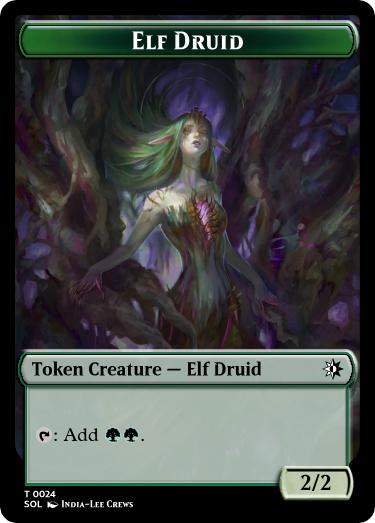 Elf Druid
Token Creature — Elf Druid
: Add .
2/2
T 0024
SOL India-Lee Crews